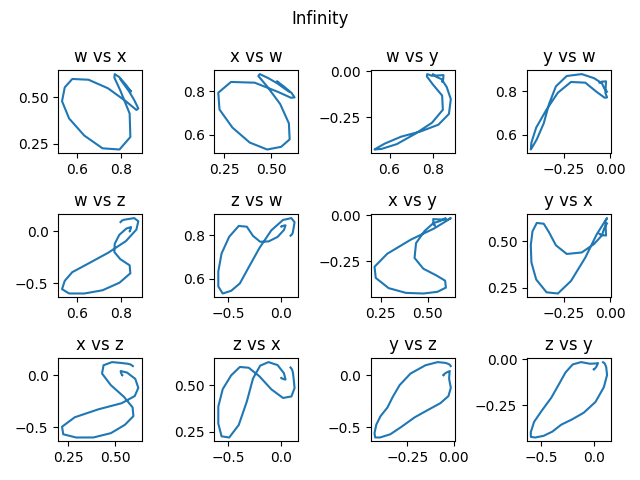 Infinity
w vs x
x vs w
w vs y
y vs w
0.50
0.25
0.6 0.8
0.8
0.6
0.25 0.50
0.00
−0.25
0.6 0.8
0.8
0.6
−0.25 0.00
w vs z
z vs w
x vs y
y vs x
0.0
−0.5
0.6 0.8
0.8
0.6
−0.5 0.0
0.00
−0.25
0.25 0.50
0.50
0.25
−0.25 0.00
x vs z
z vs x
y vs z
z vs y
0.0
−0.5
0.25 0.50
0.50
0.25
−0.5 0.0
0.0
−0.5
−0.25 0.00
0.00
−0.25
−0.5 0.0